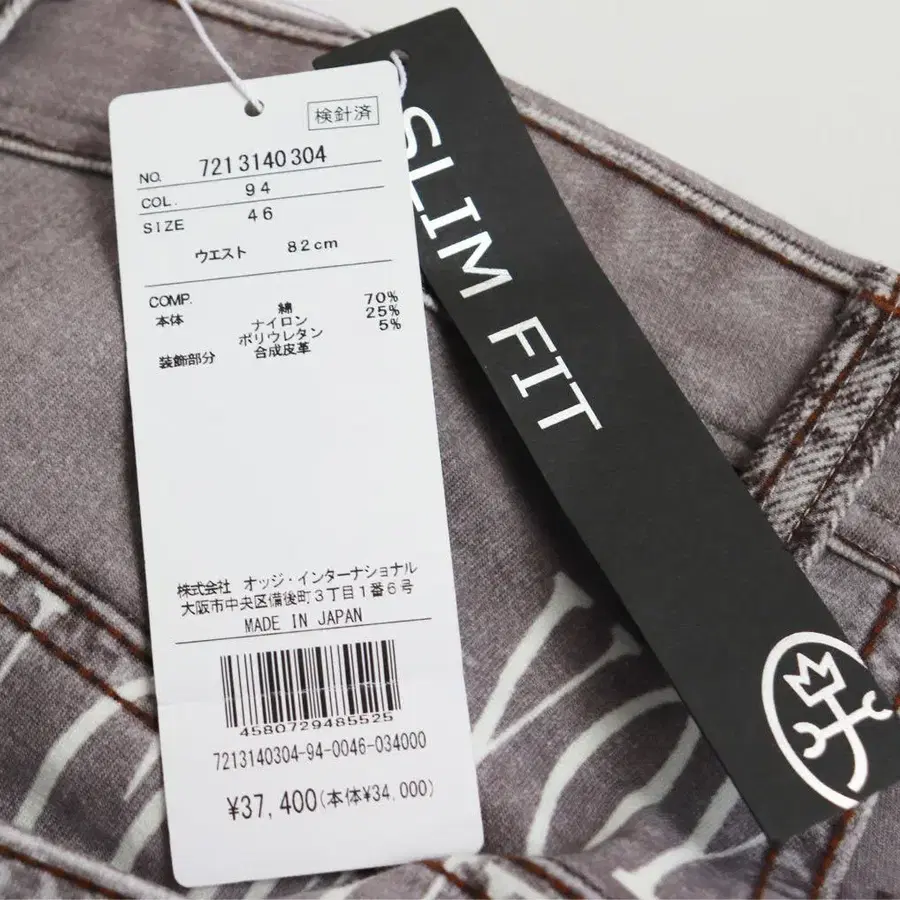 検針済
NO. 7213140304
COL. 94
SIZE 46
ウエスト 82cm
COMP.
本体 綿 70%
ナイロン 25%
ポリウレタン 5%
装飾部分 合成皮革
株式会社 オッジ・インターナショナル
大阪市中央区備後町3丁目1番6号
MADE IN JAPAN
4580729485525
7213140304-94-0046-034000
¥37,400(本体¥34,000)
SLIM FIT